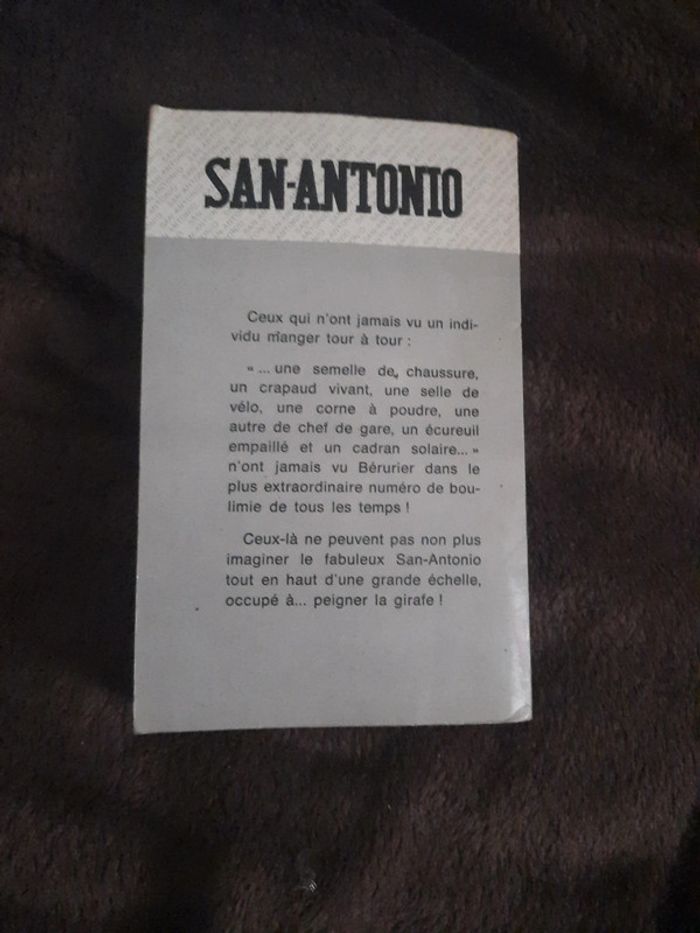 SAN-ANTONIO
Ceux qui n'ont jamais vu un indi-
vidu manger tour à tour :
« ... une semelle de chaussure,
un crapaud vivant, une selle de
vélo, une corne à poudre, une
autre de chef de gare, un écureuil
empaillé et un cadran solaire... »
n'ont jamais vu Bérurier dans le
plus extraordinaire numéro de bou-
limie de tous les temps !
Ceux-là ne peuvent pas non plus
imaginer le fabuleux San-Antonio
tout en haut d'une grande échelle,
occupé à... peigner la girafe !